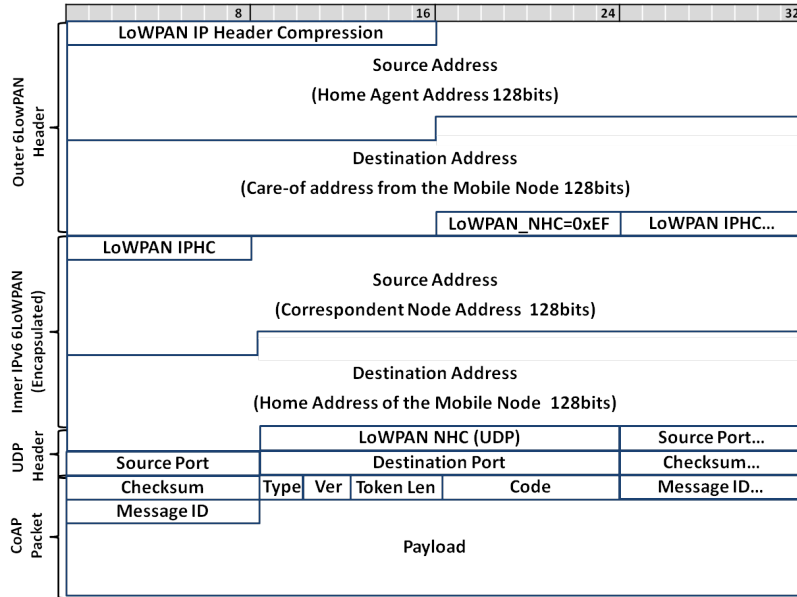 8 16 24 32
LoWPAN IP Header Compression
Source Address
(Home Agent Address 128bits)
Outer 6LowPAN
Header
Destination Address
(Care-of address from the Mobile Node 128bits)
LoWPAN_NHC=0xEF LoWPAN IPHC...
LoWPAN IPHC
Source Address
(Correspondent Node Address 128bits)
Inner IPv6 6LowPAN
(Encapsulated)
Destination Address
(Home Address of the Mobile Node 128bits)
UDP
Header
LoWPAN NHC (UDP) Source Port...
Source Port Destination Port Checksum...
Checksum Type Ver Token Len Code Message ID...
Message ID
CoAP
Packet
Payload